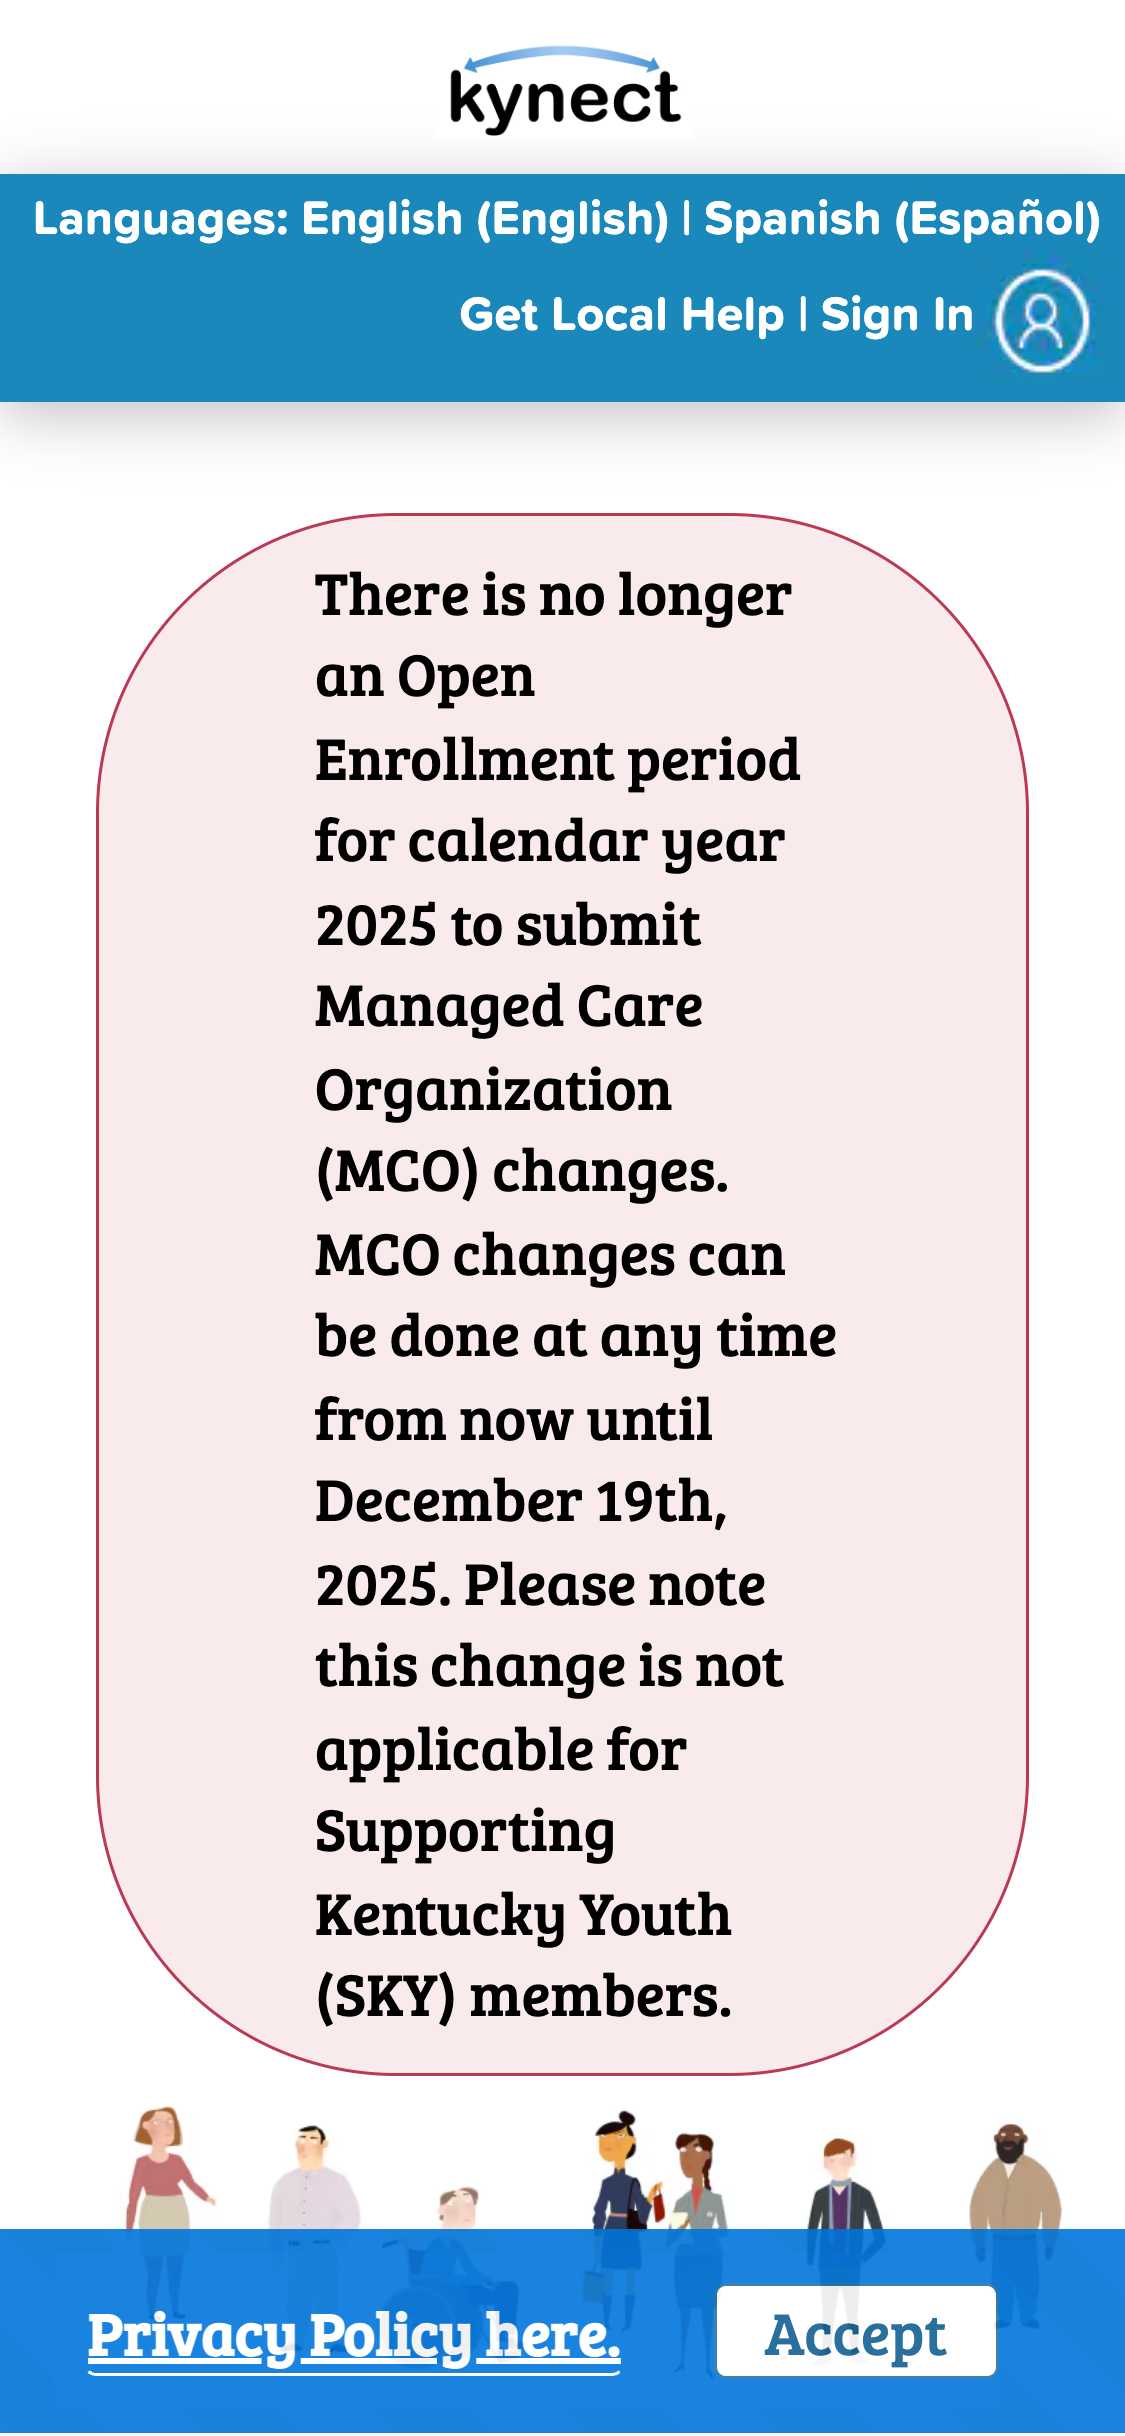 kynect
Languages: English (English) | Spanish (Español)
Get Local Help | Sign In
There is no longer
an Open
Enrollment period
for calendar year
2025 to submit
Managed Care
Organization
(MCO) changes.
MCO changes can
be done at any time
from now until
December 19th,
2025. Please note
this change is not
applicable for
Supporting
Kentucky Youth
(SKY) members.
Privacy Policy here.
Accept